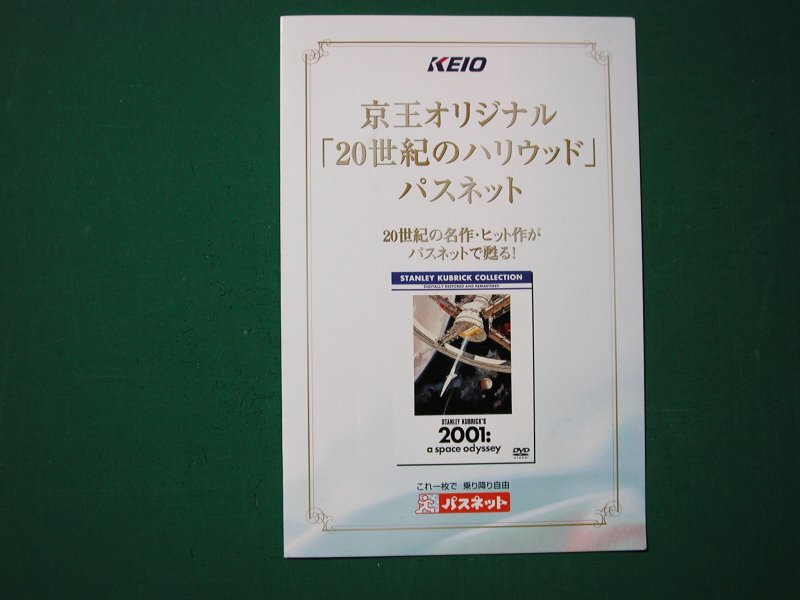 KEIO
京王オリジナル
「20世紀のハリウッド」
パスネット
20世紀の名作・ヒット作が
パスネットで甦る!
STANLEY KUBRICK COLLECTION
DIGITALLY RESTORED AND REMASTERED
STANLEY KUBRICK'S
2001:
a space odyssey
DVD
VIDEO
これ一枚で 乗り降り自由
パスネット